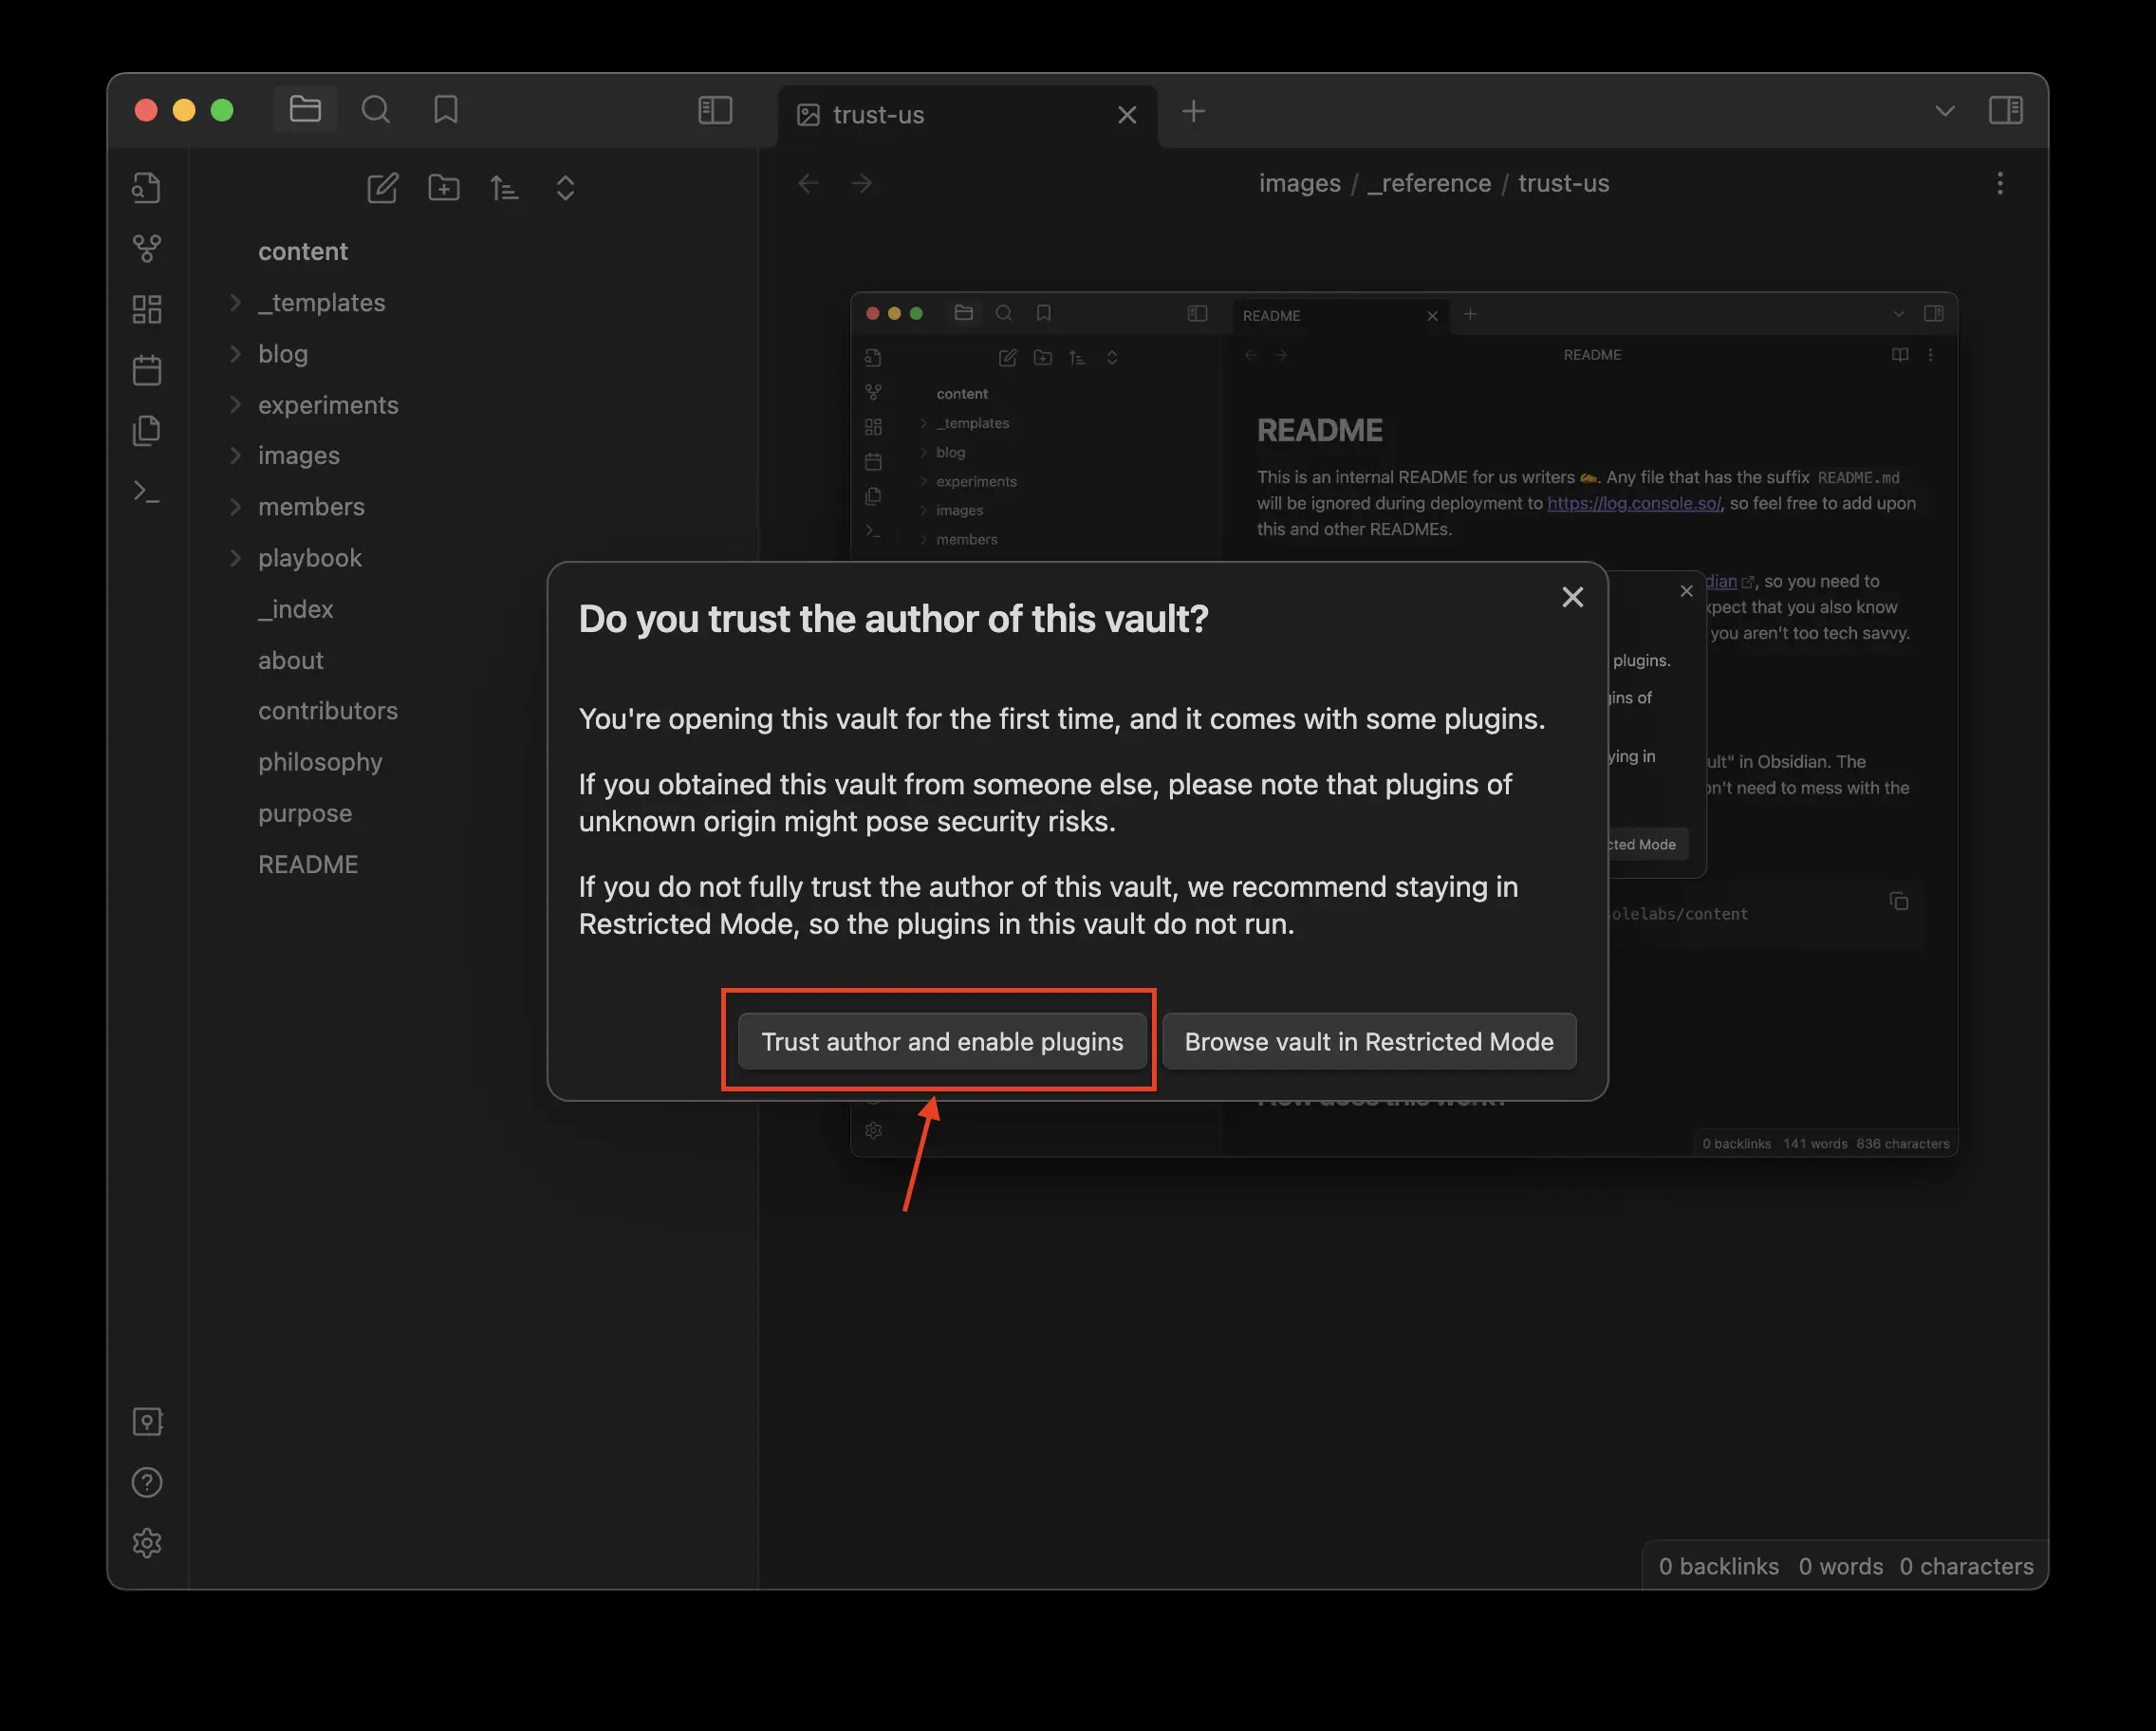 trust-us
images / _reference / trust-us
content
_templates
blog
experiments
images
members
playbook
_index
about
contributors
philosophy
purpose
README
README
README
content
_templates
blog
experiments
images
members
README
This is an internal README for us writers ✍️. Any file that has the suffix README.md
will be ignored during deployment to https://log.console.so/, so feel free to add upon
this and other READMEs.
, so you need to
you also know
you aren't too tech savvy.
plugins.
of
in
in Obsidian. The
need to mess with the
Mode
/content
Do you trust the author of this vault?
You're opening this vault for the first time, and it comes with some plugins.
If you obtained this vault from someone else, please note that plugins of
unknown origin might pose security risks.
If you do not fully trust the author of this vault, we recommend staying in
Restricted Mode, so the plugins in this vault do not run.
Trust author and enable plugins
Browse vault in Restricted Mode
0 backlinks 141 words 836 characters
0 backlinks 0 words 0 characters